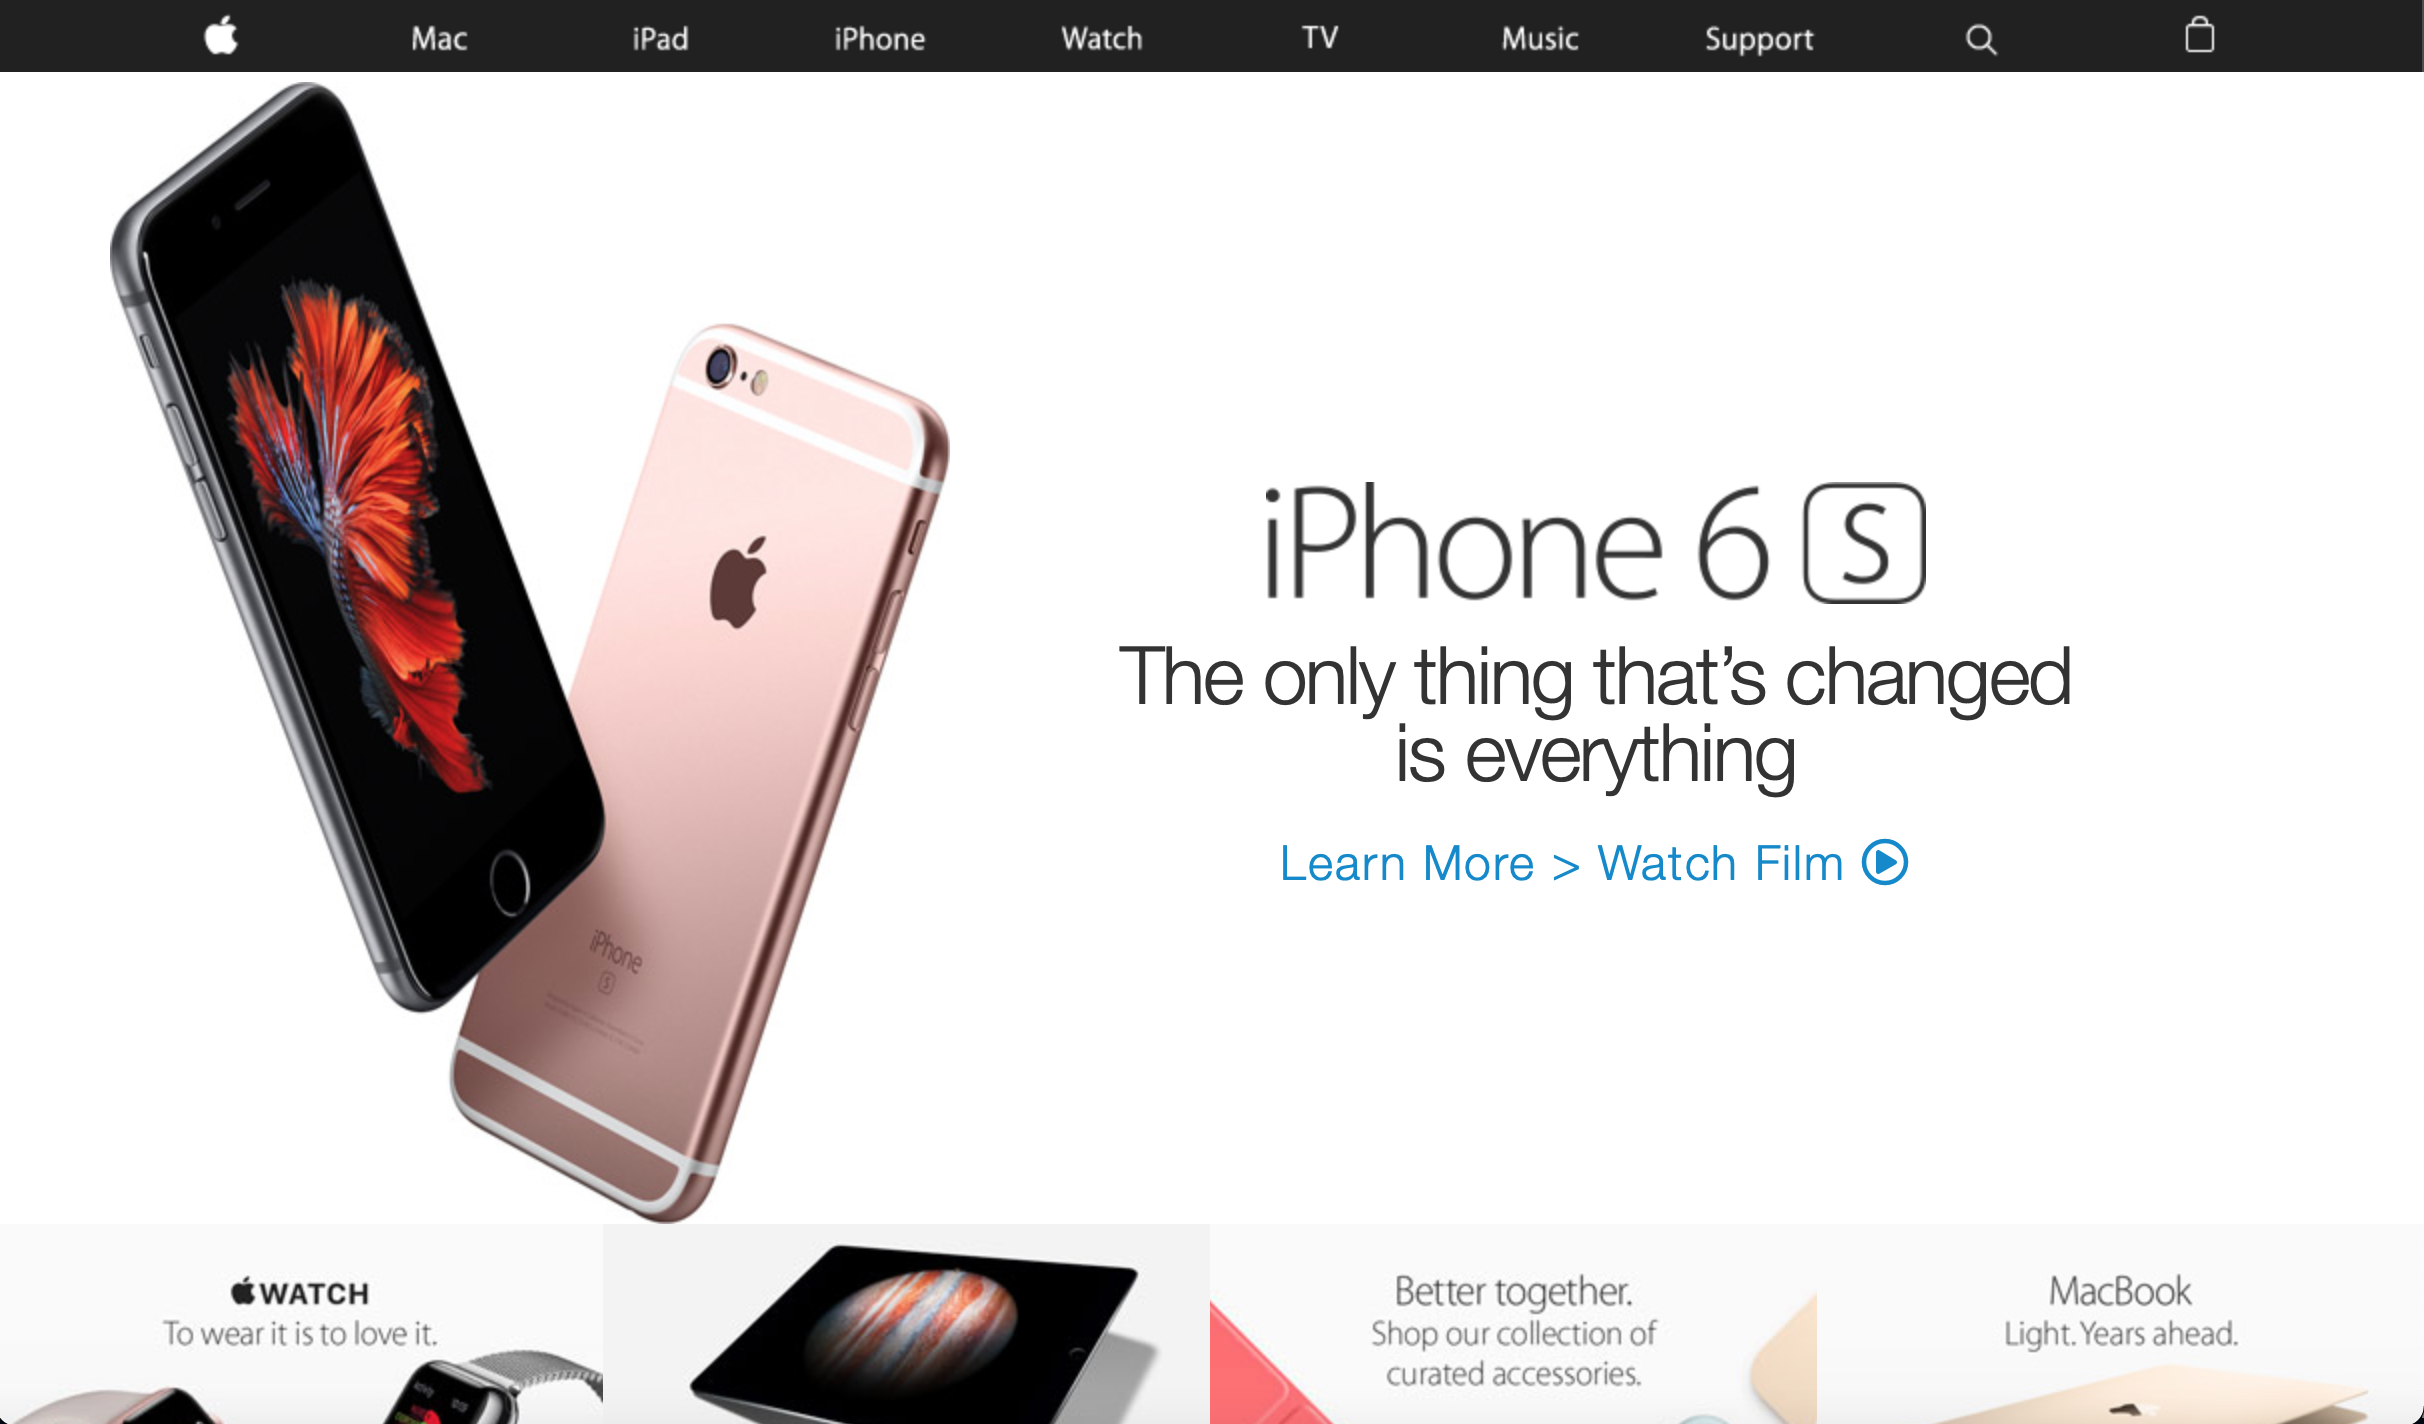 Mac iPad iPhone Watch TV Music Support
iPhone 6 S
The only thing that’s changed
is everything
Learn More > Watch Film
iPhone
S
WATCH
To wear it is to love it.
Better together.
Shop our collection of
curated accessories.
MacBook
Light. Years ahead.